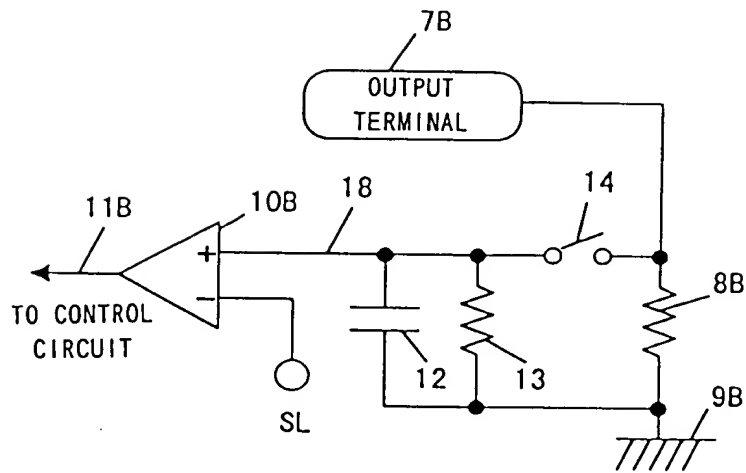 7B
OUTPUT
TERMINAL
14
18
10B
11B
+
−
8B
TO CONTROL
CIRCUIT
12
13
SL
9B